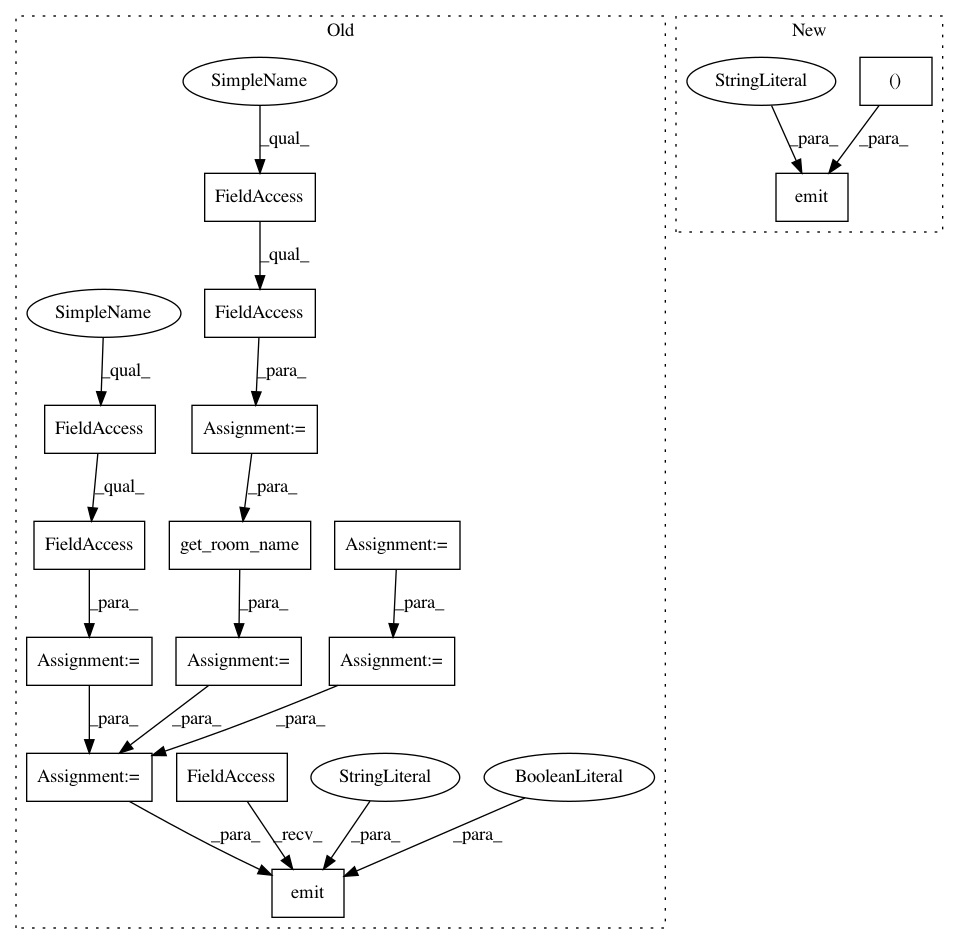 Old
New
SimpleName
StringLiteral
()
_qual_
_para_
_para_
FieldAccess
emit
_qual_
SimpleName
FieldAccess
_qual_
_para_
FieldAccess
Assignment:=
_qual_
_para_
FieldAccess
get_room_name
Assignment:=
_para_
_para_
_para_
Assignment:=
Assignment:=
Assignment:=
_para_
_para_
_para_
Assignment:=
FieldAccess
StringLiteral
BooleanLiteral
_para_
_recv_
_para_
_para_
emit